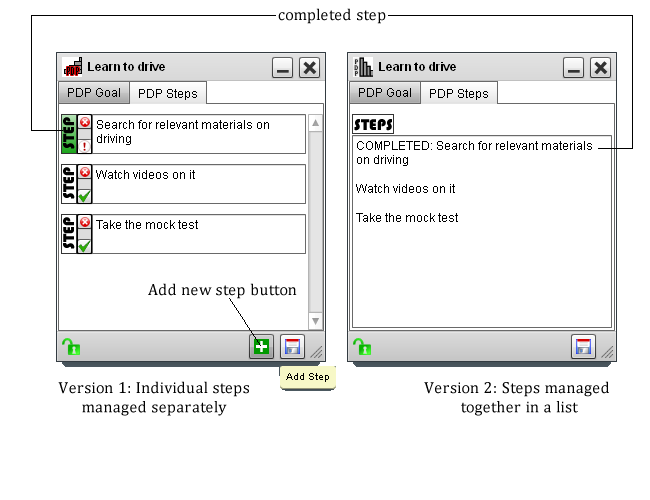 completed step
Learn to drive
PDP Goal PDP Steps
STEP
Search for relevant materials on
driving
STEP
Watch videos on it
STEP
Take the mock test
Add new step button
Add Step
Version 1: Individual steps
managed separately
Learn to drive
PDP Goal PDP Steps
STEPS
COMPLETED: Search for relevant materials
on driving
Watch videos on it
Take the mock test
Version 2: Steps managed
together in a list